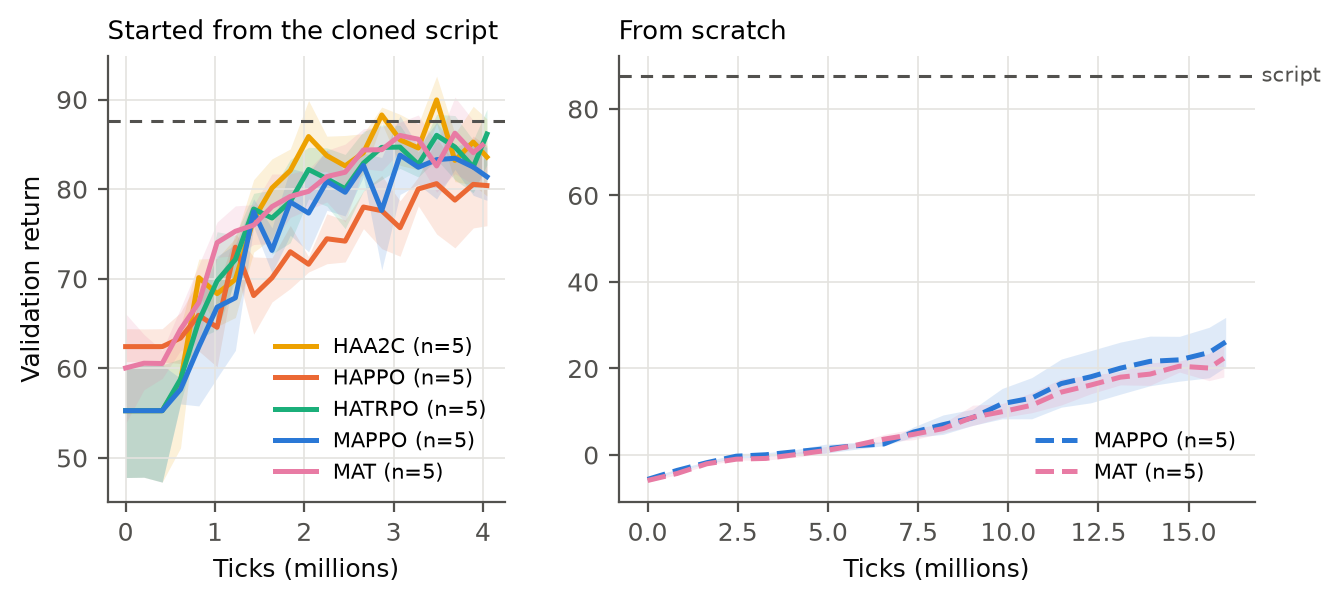 Started from the cloned script
Validation return
90
80
70
60
50
HAA2C (n=5)
HAPPO (n=5)
HATRPO (n=5)
MAPPO (n=5)
MAT (n=5)
0 1 2 3 4
Ticks (millions)
From scratch
script
80
60
40
20
0
MAPPO (n=5)
MAT (n=5)
0.0 2.5 5.0 7.5 10.0 12.5 15.0
Ticks (millions)